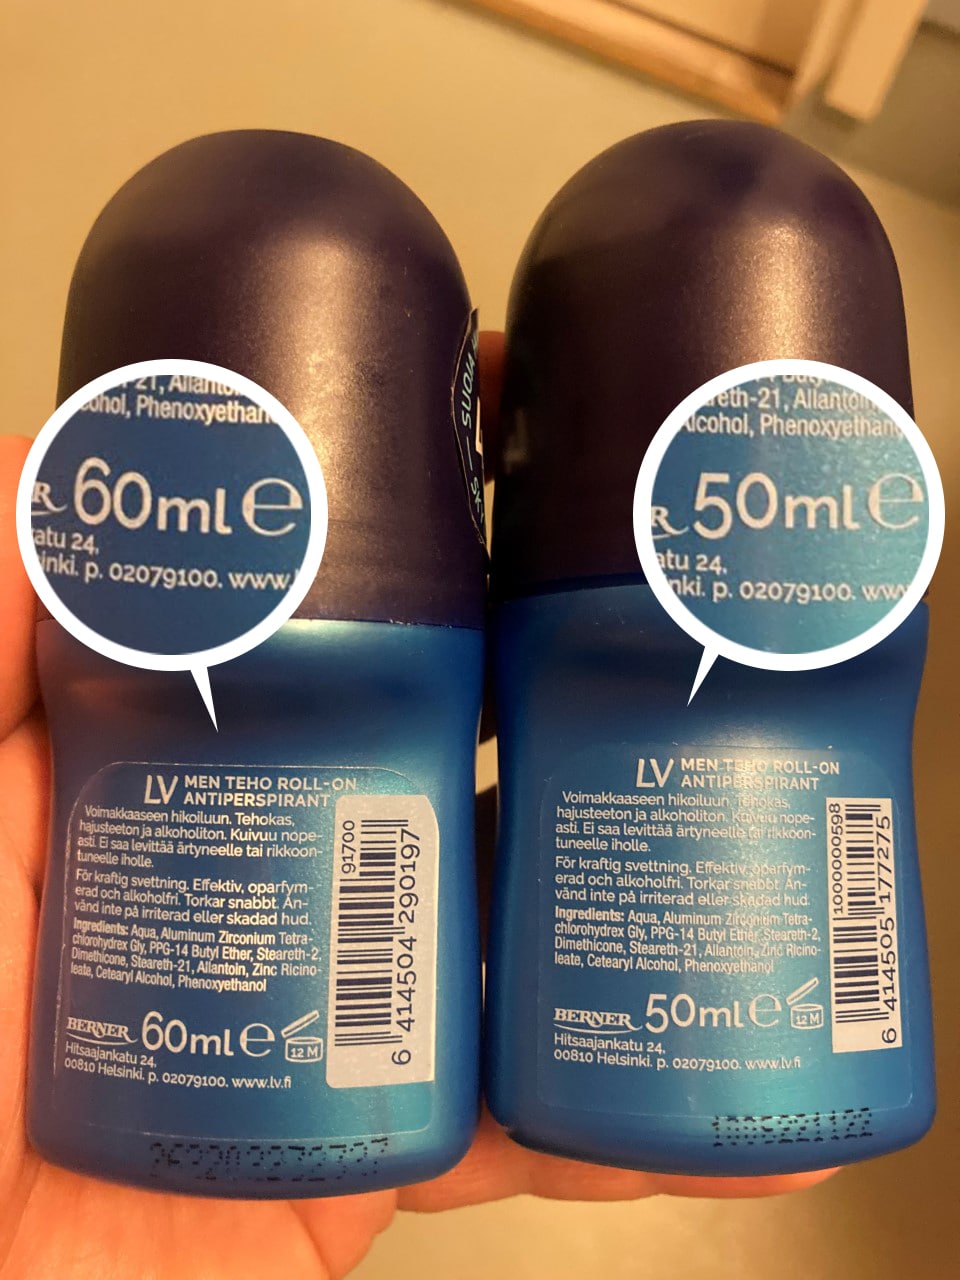 21, Allantoin
cohol, Phenoxyethan
R 60ml e
atu 24,
inki. p. 02079100. www.
reth-21, Allantoin
Alcohol, Phenoxyethan
R 50ml e
atu 24,
nki. p. 02079100. www
SUOJA
LV MEN TEHO ROLL-ON
ANTIPERSPIRANT
Voimakkaaseen hikoiluun. Tehokas,
hajusteeton ja alkoholiton. Kuivuu nope-
asti. Ei saa levittää ärtyneelle tai rikkoon-
tuneelle iholle.
För kraftig svettning. Effektiv, oparfym-
erad och alkoholfri. Torkar snabbt. An-
vänd inte på irriterad eller skadad hud.
Ingredients: Aqua, Aluminum Zirconium Tetra-
chlorohydrex Gly, PPG-14 Butyl Ether, Steareth-2,
Dimethicone, Steareth-21, Allantoin, Zinc Ricino-
leate, Cetearyl Alcohol, Phenoxyethanol
BERNER 60ml e 12 M
Hitsaajankatu 24,
00810 Helsinki. p. 02079100. www.lv.fi
91700
6 414504 290197
LV MEN TEHO ROLL-ON
ANTIPERSPIRANT
Voimakkaaseen hikoiluun. Tehokas,
hajusteeton ja alkoholiton. Kuivuu nope-
asti. Ei saa levittää ärtyneelle tai rikkoon-
tuneelle iholle.
För kraftig svettning. Effektiv, oparfym-
erad och alkoholfri. Torkar snabbt. An-
vänd inte på irriterad eller skadad hud.
Ingredients: Aqua, Aluminum Zirconium Tetra-
chlorohydrex Gly, PPG-14 Butyl Ether, Steareth-2,
Dimethicone, Steareth-21, Allantoin, Zinc Ricino-
leate, Cetearyl Alcohol, Phenoxyethanol
BERNER 50ml e 12 M
Hitsaajankatu 24,
00810 Helsinki. p. 02079100. www.lv.fi
1000000598
6 414505 177275